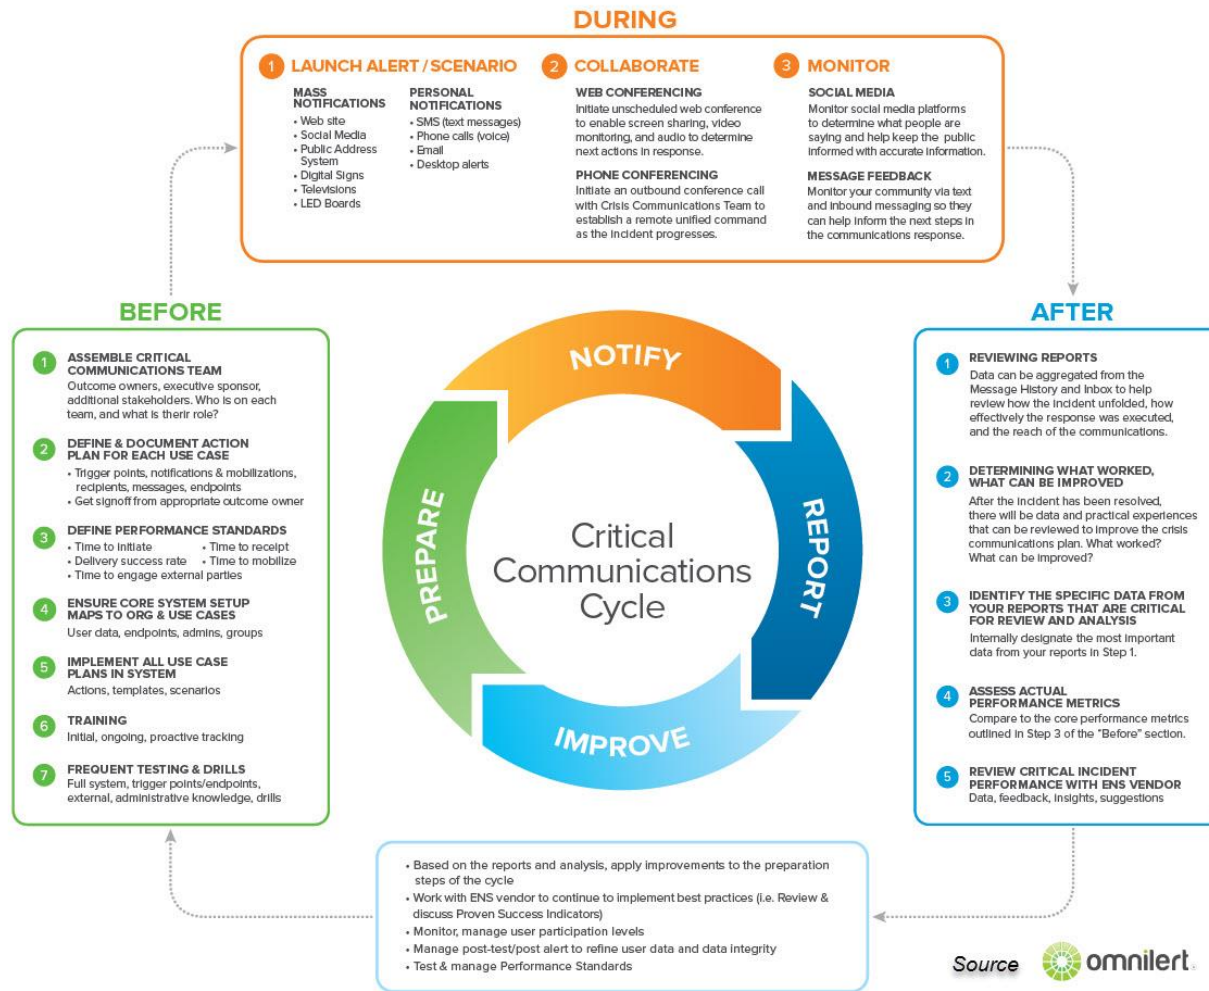 DURING
1 LAUNCH ALERT / SCENARIO
MASS
NOTIFICATIONS
• Web site
• Social Media
• Public Address
System
• Digital Signs
• Televisions
• LED Boards
PERSONAL
NOTIFICATIONS
• SMS (text messages)
• Phone calls (voice)
• Email
• Desktop alerts
2 COLLABORATE
WEB CONFERENCING
Initiate unscheduled web conference
to enable screen sharing, video
monitoring, and audio to determine
next actions in response.
PHONE CONFERENCING
Initiate an outbound conference call
with Crisis Communications Team to
establish a remote unified command
as the incident progresses.
3 MONITOR
SOCIAL MEDIA
Monitor social media platforms
to determine what people are
saying and help keep the public
informed with accurate information.
MESSAGE FEEDBACK
Monitor your community via text
and inbound messaging so they
can help inform the next steps in
the communications response.
BEFORE
1 ASSEMBLE CRITICAL
COMMUNICATIONS TEAM
Outcome owners, executive sponsor,
additional stakeholders. Who is on each
team, and what is therir role?
2 DEFINE & DOCUMENT ACTION
PLAN FOR EACH USE CASE
• Trigger points, notifications & mobilizations,
recipients, messages, endpoints
• Get signoff from appropriate outcome owner
3 DEFINE PERFORMANCE STANDARDS
• Time to initiate • Time to receipt
• Delivery success rate • Time to mobilize
• Time to engage external parties
4 ENSURE CORE SYSTEM SETUP
MAPS TO ORG & USE CASES
User data, endpoints, admins, groups
5 IMPLEMENT ALL USE CASE
PLANS IN SYSTEM
Actions, templates, scenarios
6 TRAINING
Initial, ongoing, proactive tracking
7 FREQUENT TESTING & DRILLS
Full system, trigger points/endpoints,
external, administrative knowledge, drills
NOTIFY
REPORT
IMPROVE
PREPARE
Critical
Communications
Cycle
AFTER
1 REVIEWING REPORTS
Data can be aggregated from the
Message History and Inbox to help
review how the incident unfolded, how
effectively the response was executed,
and the reach of the communications.
2 DETERMINING WHAT WORKED,
WHAT CAN BE IMPROVED
After the incident has been resolved,
there will be data and practical experiences
that can be reviewed to improve the crisis
communications plan. What worked?
What can be improved?
3 IDENTIFY THE SPECIFIC DATA FROM
YOUR REPORTS THAT ARE CRITICAL
FOR REVIEW AND ANALYSIS
Internally designate the most important
data from your reports in Step 1.
4 ASSESS ACTUAL
PERFORMANCE METRICS
Compare to the core performance metrics
outlined in Step 3 of the "Before" section.
5 REVIEW CRITICAL INCIDENT
PERFORMANCE WITH ENS VENDOR
Data, feedback, insights, suggestions
• Based on the reports and analysis, apply improvements to the preparation
steps of the cycle
• Work with ENS vendor to continue to implement best practices (i.e. Review &
discuss Proven Success Indicators)
• Monitor, manage user participation levels
• Manage post-test/post alert to refine user data and data integrity
• Test & manage Performance Standards
Source omnilert